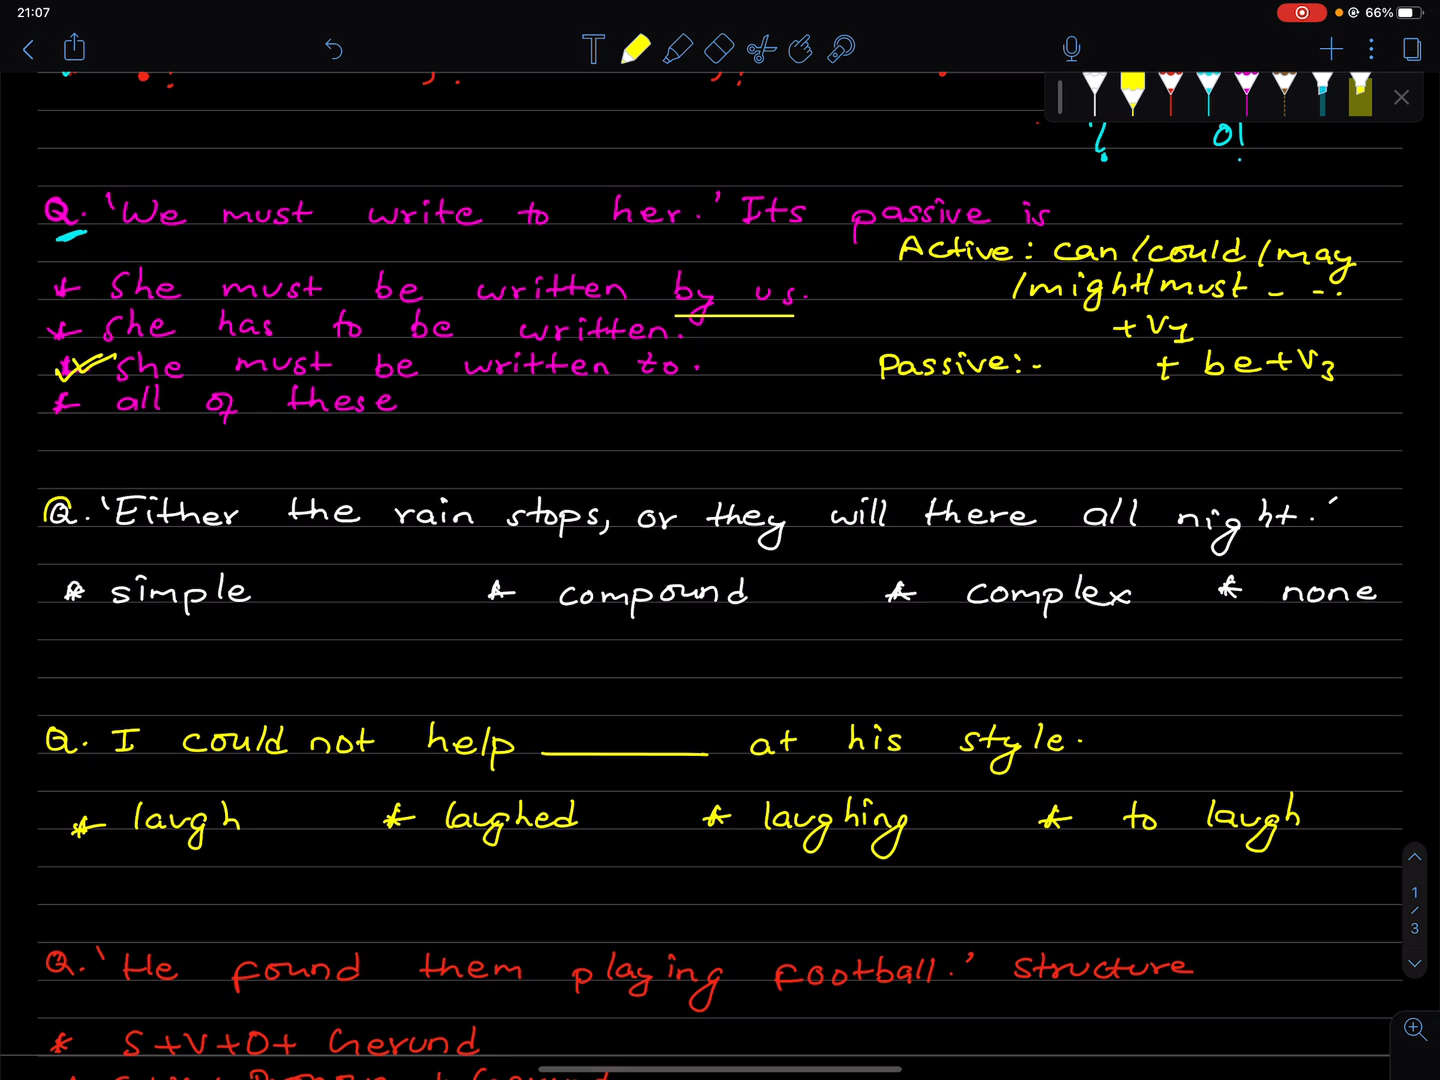 21:07
66%
? O!
Q. 'We must write to her.' Its passive is
Active: can/could/may
/might/must - - .
+ V1
Passive:- + be+V3
* She must be written by us.
* She has to be written.
* She must be written to.
* all of these
Q. 'Either the rain stops, or they will there all night.'
* simple * compound * complex * none
Q. I could not help ______ at his style.
* laugh * laughed * laughing * to laugh
1
/
3
Q. 'He found them playing football.' structure
* S+V+O+ Gerund